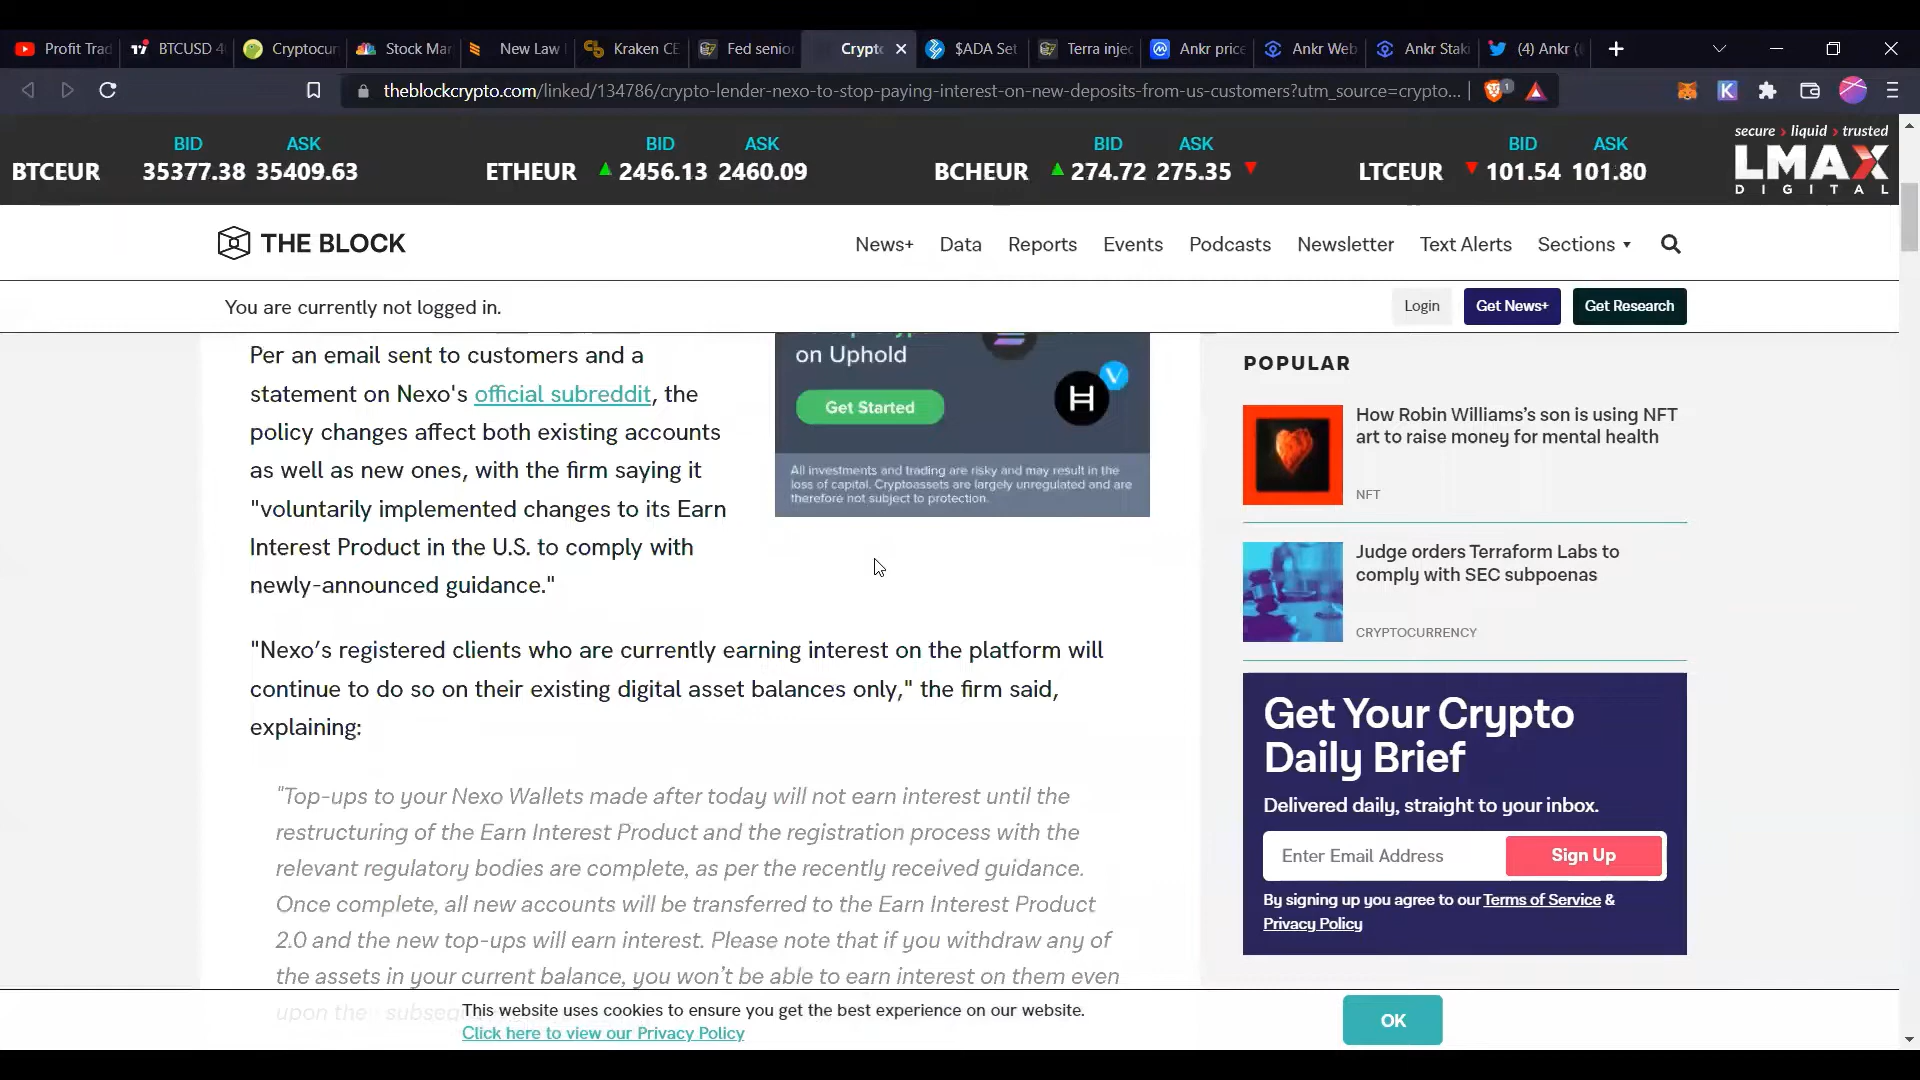 Profit Trad
BTCUSD 4
Cryptocur
Stock Mar
New Law
Kraken CE
Fed senio
Crypto
$ADA Set
Terra injec
Ankr price
Ankr Web
Ankr Staki
(4) Ankr (
theblockcrypto.com/linked/134786/crypto-lender-nexo-to-stop-paying-interest-on-new-deposits-from-us-customers?utm_source=crypto...
1
BID ASK
BTCEUR 35377.38 35409.63
BID ASK
ETHEUR 2456.13 2460.09
BID ASK
BCHEUR 274.72 275.35
BID ASK
LTCEUR 101.54 101.80
secure › liquid › trusted
LMAX
DIGITAL
THE BLOCK
News+ Data Reports Events Podcasts Newsletter Text Alerts Sections
You are currently not logged in.
Login
Get News+
Get Research
Per an email sent to customers and a
statement on Nexo's official subreddit, the
policy changes affect both existing accounts
as well as new ones, with the firm saying it
"voluntarily implemented changes to its Earn
Interest Product in the U.S. to comply with
newly-announced guidance."
on Uphold
Get Started
All investments and trading are risky and may result in the
loss of capital. Cryptoassets are largely unregulated and are
therefore not subject to protection.
"Nexo’s registered clients who are currently earning interest on the platform will
continue to do so on their existing digital asset balances only," the firm said,
explaining:
"Top-ups to your Nexo Wallets made after today will not earn interest until the
restructuring of the Earn Interest Product and the registration process with the
relevant regulatory bodies are complete, as per the recently received guidance.
Once complete, all new accounts will be transferred to the Earn Interest Product
2.0 and the new top-ups will earn interest. Please note that if you withdraw any of
the assets in your current balance, you won’t be able to earn interest on them even
upon the
POPULAR
How Robin Williams’s son is using NFT
art to raise money for mental health
NFT
Judge orders Terraform Labs to
comply with SEC subpoenas
CRYPTOCURRENCY
Get Your Crypto
Daily Brief
Delivered daily, straight to your inbox.
Enter Email Address
Sign Up
By signing up you agree to our Terms of Service &
Privacy Policy
This website uses cookies to ensure you get the best experience on our website.
Click here to view our Privacy Policy
OK